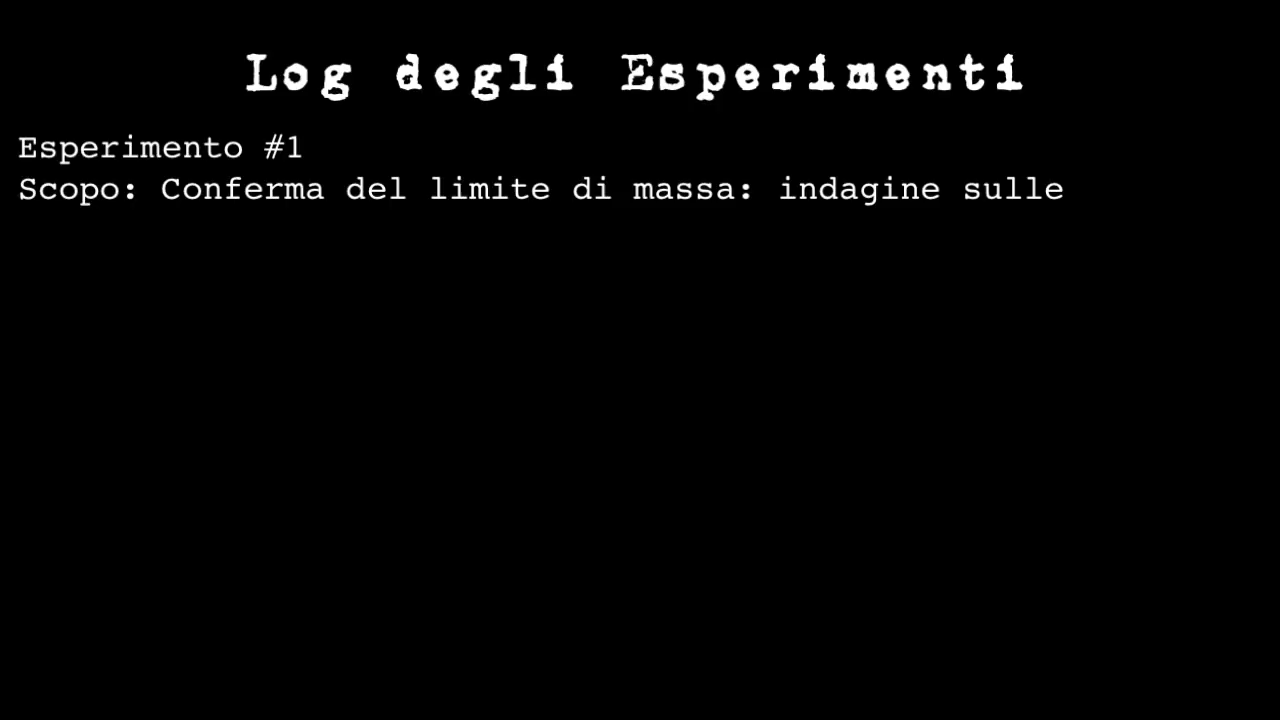 Log degli Esperimenti
Esperimento #1
Scopo: Conferma del limite di massa: indagine sulle